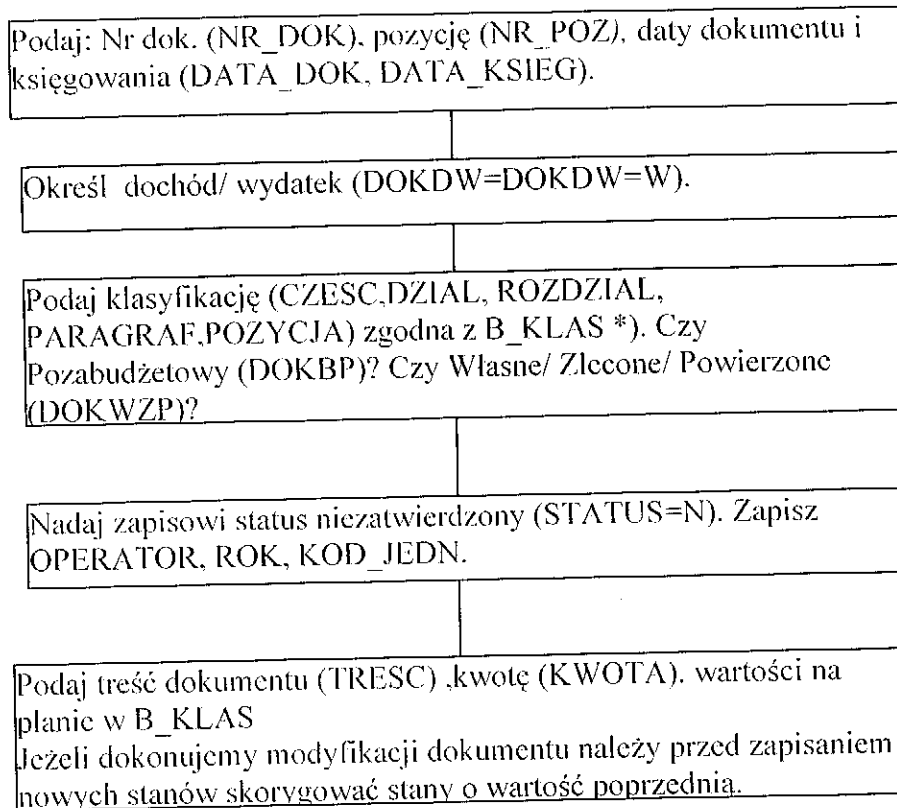 Podaj: Nr dok. (NR_DOK). pozycję (NR_POZ), daty dokumentu i
księgowania (DATA_DOK, DATA_KSIEG).
Określ dochód/ wydatek (DOKDW=DOKDW=W).
Podaj klasyfikację (CZESC,DZIAL, ROZDZIAL,
PARAGRAF,POZYCJA) zgodna z B_KLAS *). Czy
Pozabudżetowy (DOKBP)? Czy Własne/ Zlecone/ Powierzone
(DOKWZP)?
Nadaj zapisowi status niezatwierdzony (STATUS=N). Zapisz
OPERATOR, ROK, KOD_JEDN.
Podaj treść dokumentu (TRESC) ,kwotę (KWOTA). wartości na
planie w B_KLAS
Jeżeli dokonujemy modyfikacji dokumentu należy przed zapisaniem
nowych stanów skorygować stany o wartość poprzednią.